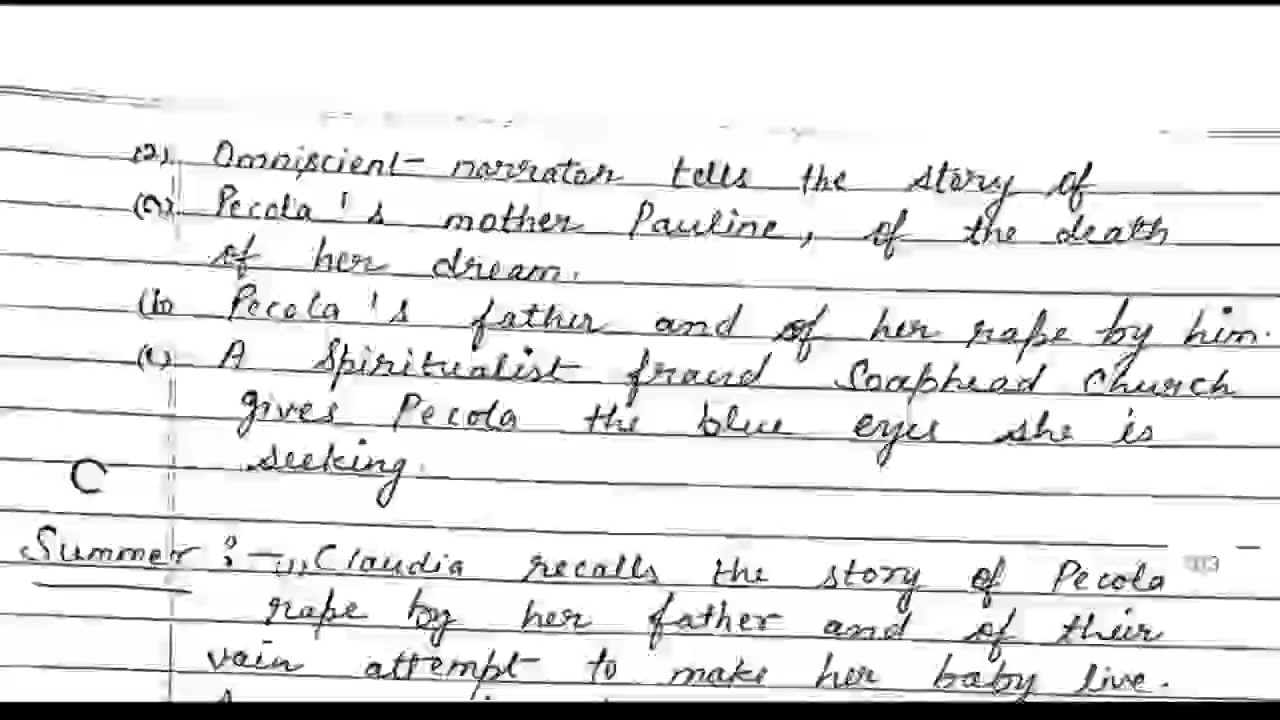 (2). Omniscient narrator tells the story of
(a). Pecola's mother Pauline, of the death
of her dream.
(b Pecola's father and of her rape by him.
(c) A Spiritualist fraud Soaphead Church
gives Pecola the blue eyes she is
seeking.
Summer :- (1) Claudia recalls the story of Pecola
rape by her father and of their
vain attempt to make her baby live.